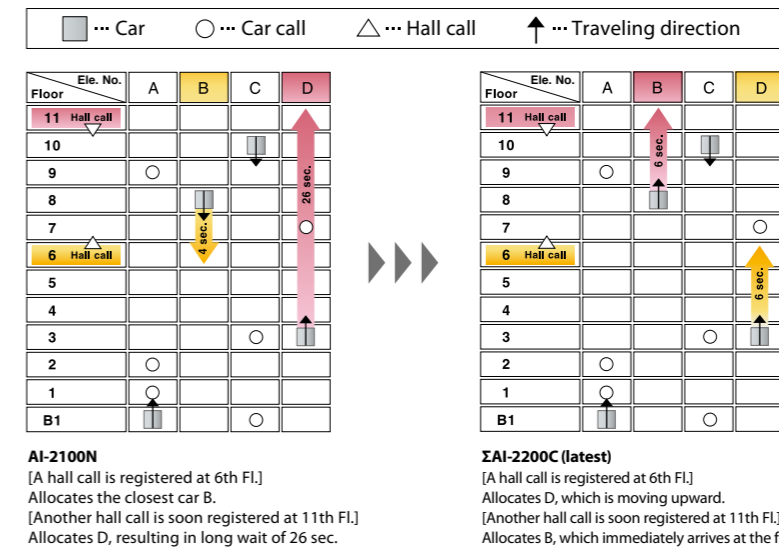 ··· Car ··· Car call ··· Hall call ··· Traveling direction
Ele. No. A B C D
Floor
11 Hall call
10
9
8
7
6 Hall call
5
4
3
2
1
B1
4 sec.
26 sec.
Ele. No. A B C D
Floor
11 Hall call
10
9
8
7
6 Hall call
5
4
3
2
1
B1
6 sec.
6 sec.
AI-2100N
[A hall call is registered at 6th Fl.]
Allocates the closest car B.
[Another hall call is soon registered at 11th Fl.]
Allocates D, resulting in long wait of 26 sec.
ΣAI-2200C (latest)
[A hall call is registered at 6th Fl.]
Allocates D, which is moving upward.
[Another hall call is soon registered at 11th Fl.]
Allocates B, which immediately arrives at the f